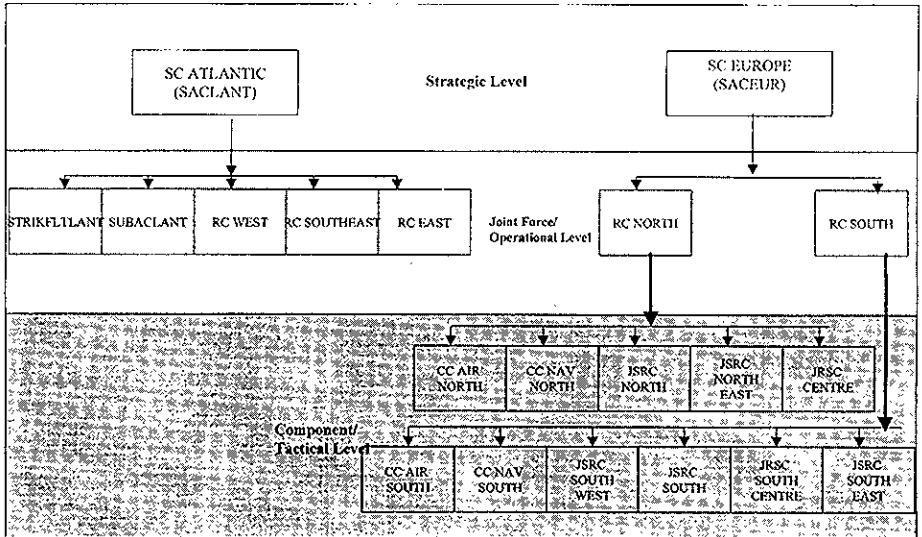 SC ATLANTIC
(SACLANT)
Strategic Level
SC EUROPE
(SACEUR)
STRIKFLTLANT
SUBACLANT
RC WEST
RC SOUTHEAST
RC EAST
Joint Force/
Operational Level
RC NORTH
RC SOUTH
CC AIR
NORTH
CC NAV
NORTH
JSRC
NORTH
JSRC
NORTH
EAST
JRSC
CENTRE
Component/
Tactical Level
CC AIR
SOUTH
CC NAV
SOUTH
JSRC
SOUTH
WEST
JSRC
SOUTH
JRSC
SOUTH
CENTRE
JSRC
SOUTH
EAST